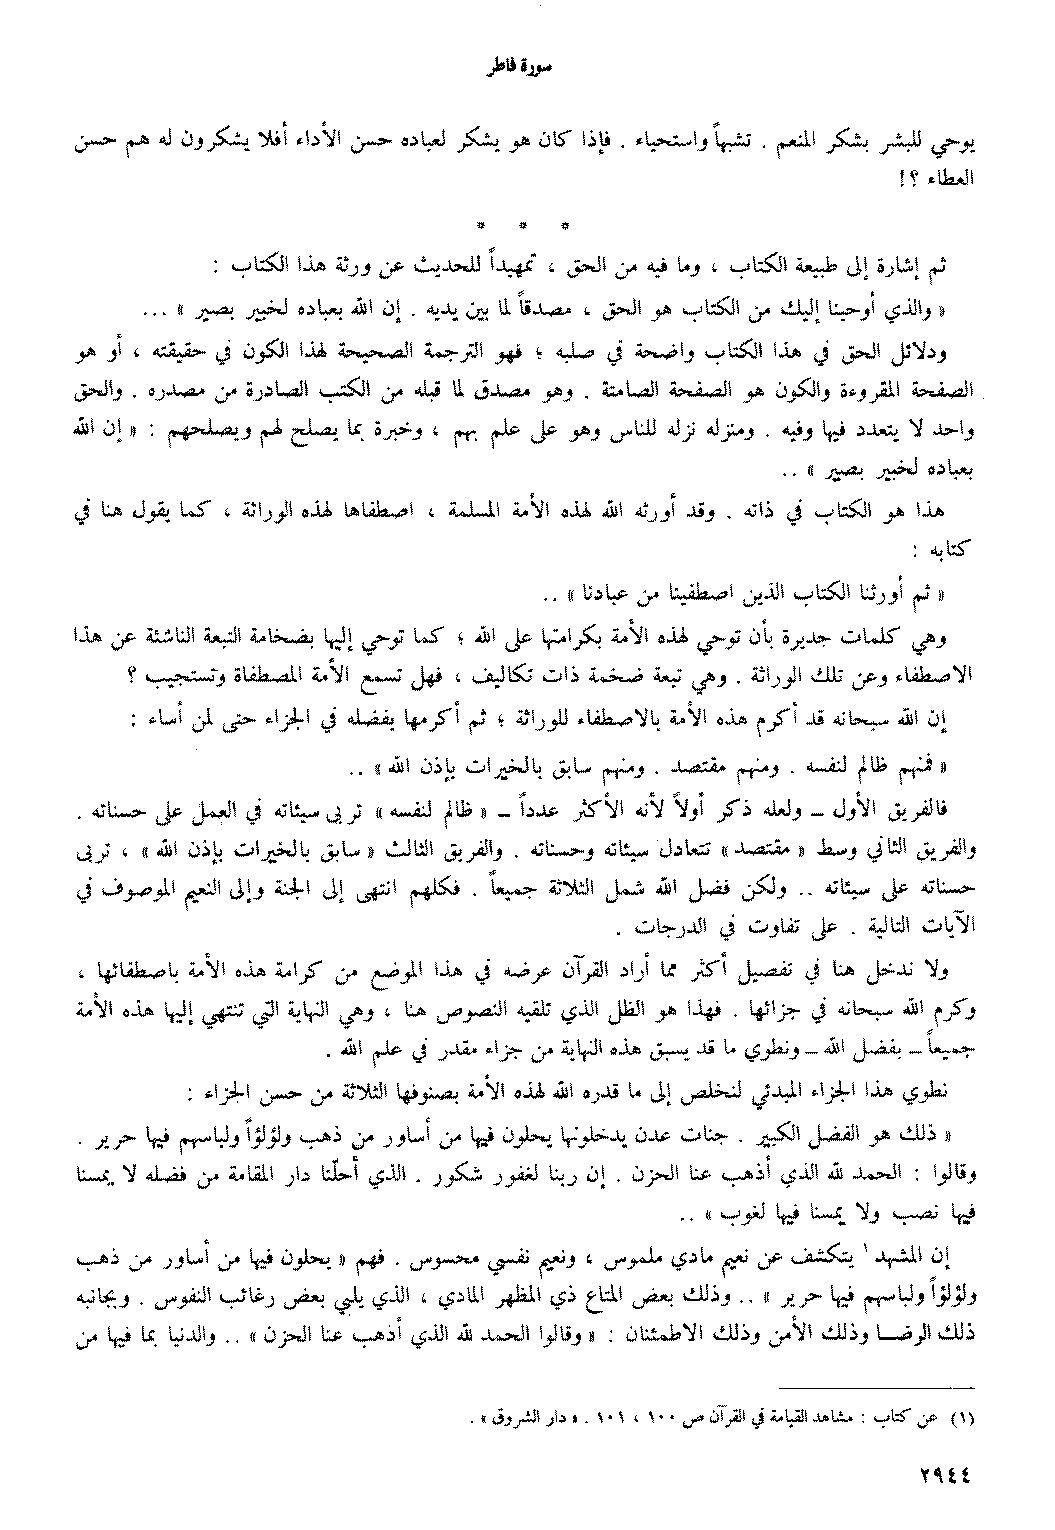 سورة فاطر
يوحي للبشر بشكر المنعم . تشبهاً واستحياء . فإذا كان هو يشكر لعباده حسن الأداء أفلا يشكرون له هم حسن
العطاء ؟!
* * *
ثم إشارة إلى طبيعة الكتاب ، وما فيه من الحق ، تمهيداً للحديث عن ورثة هذا الكتاب :
« والذي أوحينا إليك من الكتاب هو الحق ، مصدقاً لما بين يديه . إن الله بعباده لخبير بصير » ...
ودلائل الحق في هذا الكتاب واضحة في صلبه ؛ فهو الترجمة الصحيحة لهذا الكون في حقيقته ، أو هو
الصفحة المقروءة والكون هو الصفحة الصامتة . وهو مصدق لما قبله من الكتب الصادرة من مصدره . والحق
واحد لا يتعدد فيها وفيه . ومنزله نزله للناس وهو على علم بهم ، وخبرة بما يصلح لهم ويصلحهم : « إن الله
بعباده لخبير بصير » ..
هذا هو الكتاب في ذاته . وقد أورثه الله لهذه الأمة المسلمة ، اصطفاها لهذه الوراثة ، كما يقول هنا في
كتابه :
« ثم أورثنا الكتاب الذين اصطفينا من عبادنا » ..
وهي كلمات جديرة بأن توحي لهذه الأمة بكرامتها على الله ؛ كما توحي إليها بضخامة التبعة الناشئة عن هذا
الاصطفاء وعن تلك الوراثة . وهي تبعة ضخمة ذات تكاليف ، فهل تسمع الأمة المصطفاة وتستجيب ؟
إن الله سبحانه قد أكرم هذه الأمة بالاصطفاء للوراثة ؛ ثم أكرمها بفضله في الجزاء حتى لمن أساء :
« فمنهم ظالم لنفسه . ومنهم مقتصد . ومنهم سابق بالخيرات بإذن الله » ..
فالفريق الأول – ولعله ذكر أولاً لأنه الأكثر عدداً – « ظالم لنفسه » تربى سيئاته في العمل على حسناته .
والفريق الثاني وسط « مقتصد » تتعادل سيئاته وحسناته . والفريق الثالث « سابق بالخيرات بإذن الله » ، تربى
حسناته على سيئاته .. ولكن فضل الله شمل الثلاثة جميعاً . فكلهم انتهى إلى الجنة وإلى النعيم الموصوف في
الآيات التالية . على تفاوت في الدرجات .
ولا ندخل هنا في تفصيل أكثر مما أراد القرآن عرضه في هذا الموضع من كرامة هذه الأمة باصطفائها ،
وكرم الله سبحانه في جزائها . فهذا هو الظل الذي تلقيه النصوص هنا ، وهي النهاية التي تنتهي إليها هذه الأمة
جميعاً – بفضل الله – ونطوي ما قد يسبق هذه النهاية من جزاء مقدر في علم الله .
نطوي هذا الجزاء المبدئي لنخلص إلى ما قدره الله لهذه الأمة بصنوفها الثلاثة من حسن الجزاء :
« ذلك هو الفضل الكبير . جنات عدن يدخلونها يحلون فيها من أساور من ذهب ولؤلؤاً ولباسهم فيها حرير .
وقالوا : الحمد لله الذي أذهب عنا الحزن . إن ربنا لغفور شكور . الذي أحلّنا دار المقامة من فضله لا يمسنا
فيها نصب ولا يمسنا فيها لغوب » ..
إن المشهد ١ يتكشف عن نعيم مادي ملموس ، ونعيم نفسي محسوس . فهم « يحلون فيها من أساور من ذهب
ولؤلؤاً ولباسهم فيها حرير » .. وذلك بعض المتاع ذي المظهر المادي ، الذي يلبي بعض رغائب النفوس . وبجانبه
ذلك الرضا وذلك الأمن وذلك الاطمئنان : « وقالوا الحمد لله الذي أذهب عنا الحزن » .. والدنيا بما فيها من
(١) عن كتاب : مشاهد القيامة في القرآن ص ١٠٠ ، ١٠١ . « دار الشروق » .
٢٩٤٤